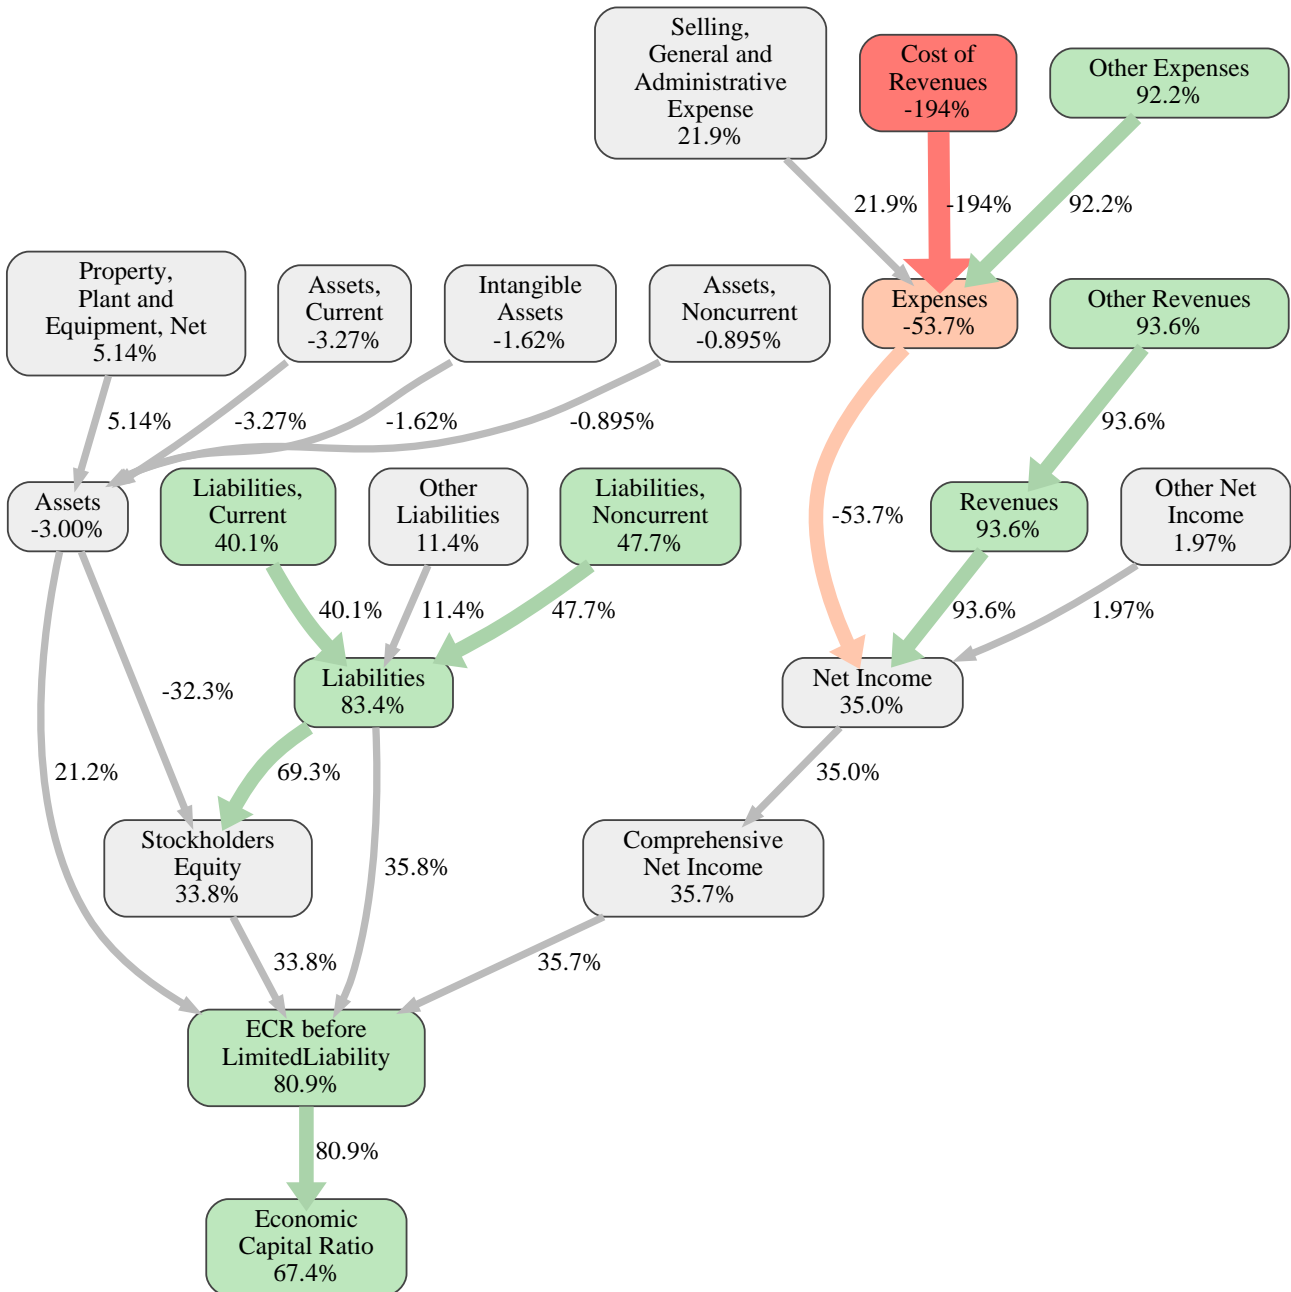 Selling,
General and
Administrative
Expense
21.9%
Cost of
Revenues
-194%
Other Expenses
92.2%
21.9%
-194%
92.2%
Property,
Plant and
Equipment, Net
5.14%
Assets,
Current
-3.27%
Intangible
Assets
-1.62%
Assets,
Noncurrent
-0.895%
Expenses
-53.7%
Other Revenues
93.6%
5.14%
-3.27%
-1.62%
-0.895%
93.6%
Assets
-3.00%
Liabilities,
Current
40.1%
Other
Liabilities
11.4%
Liabilities,
Noncurrent
47.7%
-53.7%
Revenues
93.6%
Other Net
Income
1.97%
40.1%
11.4%
47.7%
93.6%
1.97%
-32.3%
Liabilities
83.4%
Net Income
35.0%
21.2%
69.3%
35.0%
Stockholders
Equity
33.8%
35.8%
Comprehensive
Net Income
35.7%
33.8%
35.7%
ECR before
LimitedLiability
80.9%
80.9%
Economic
Capital Ratio
67.4%